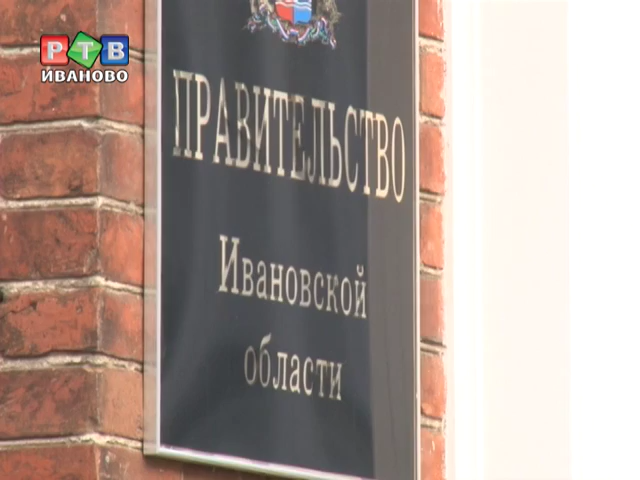 РТВ
ИВАНОВО
ПРАВИТЕЛЬСТВО
Ивановской
области